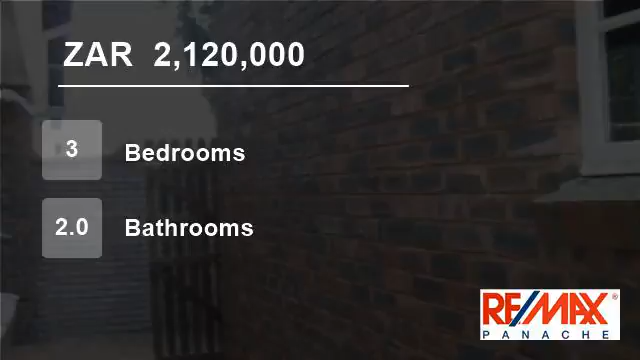 ZAR 2,120,000
3
Bedrooms
2.0
Bathrooms
RE/MAX®
PANACHE